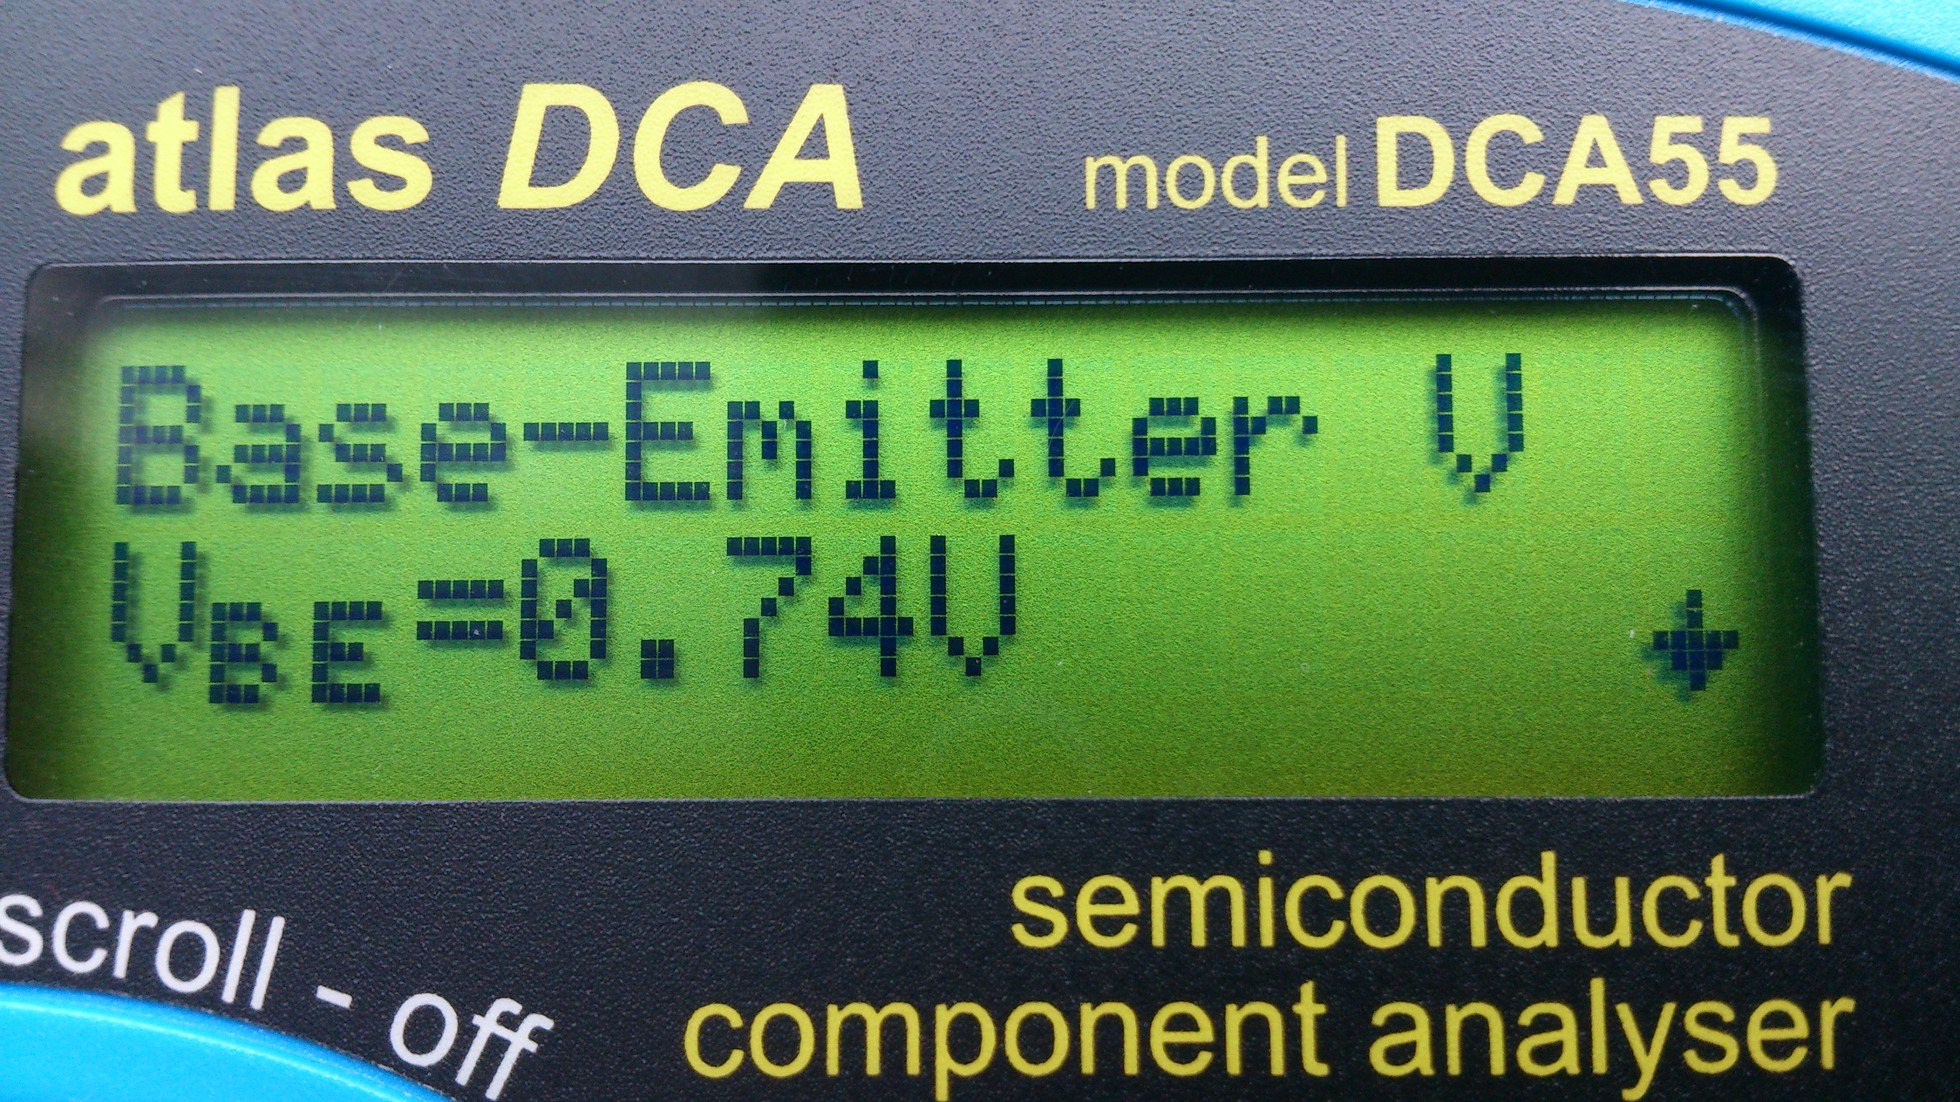 atlas DCA model DCA55
Base-Emitter V
VBE=0.74V
scroll - off
semiconductor
component analyser